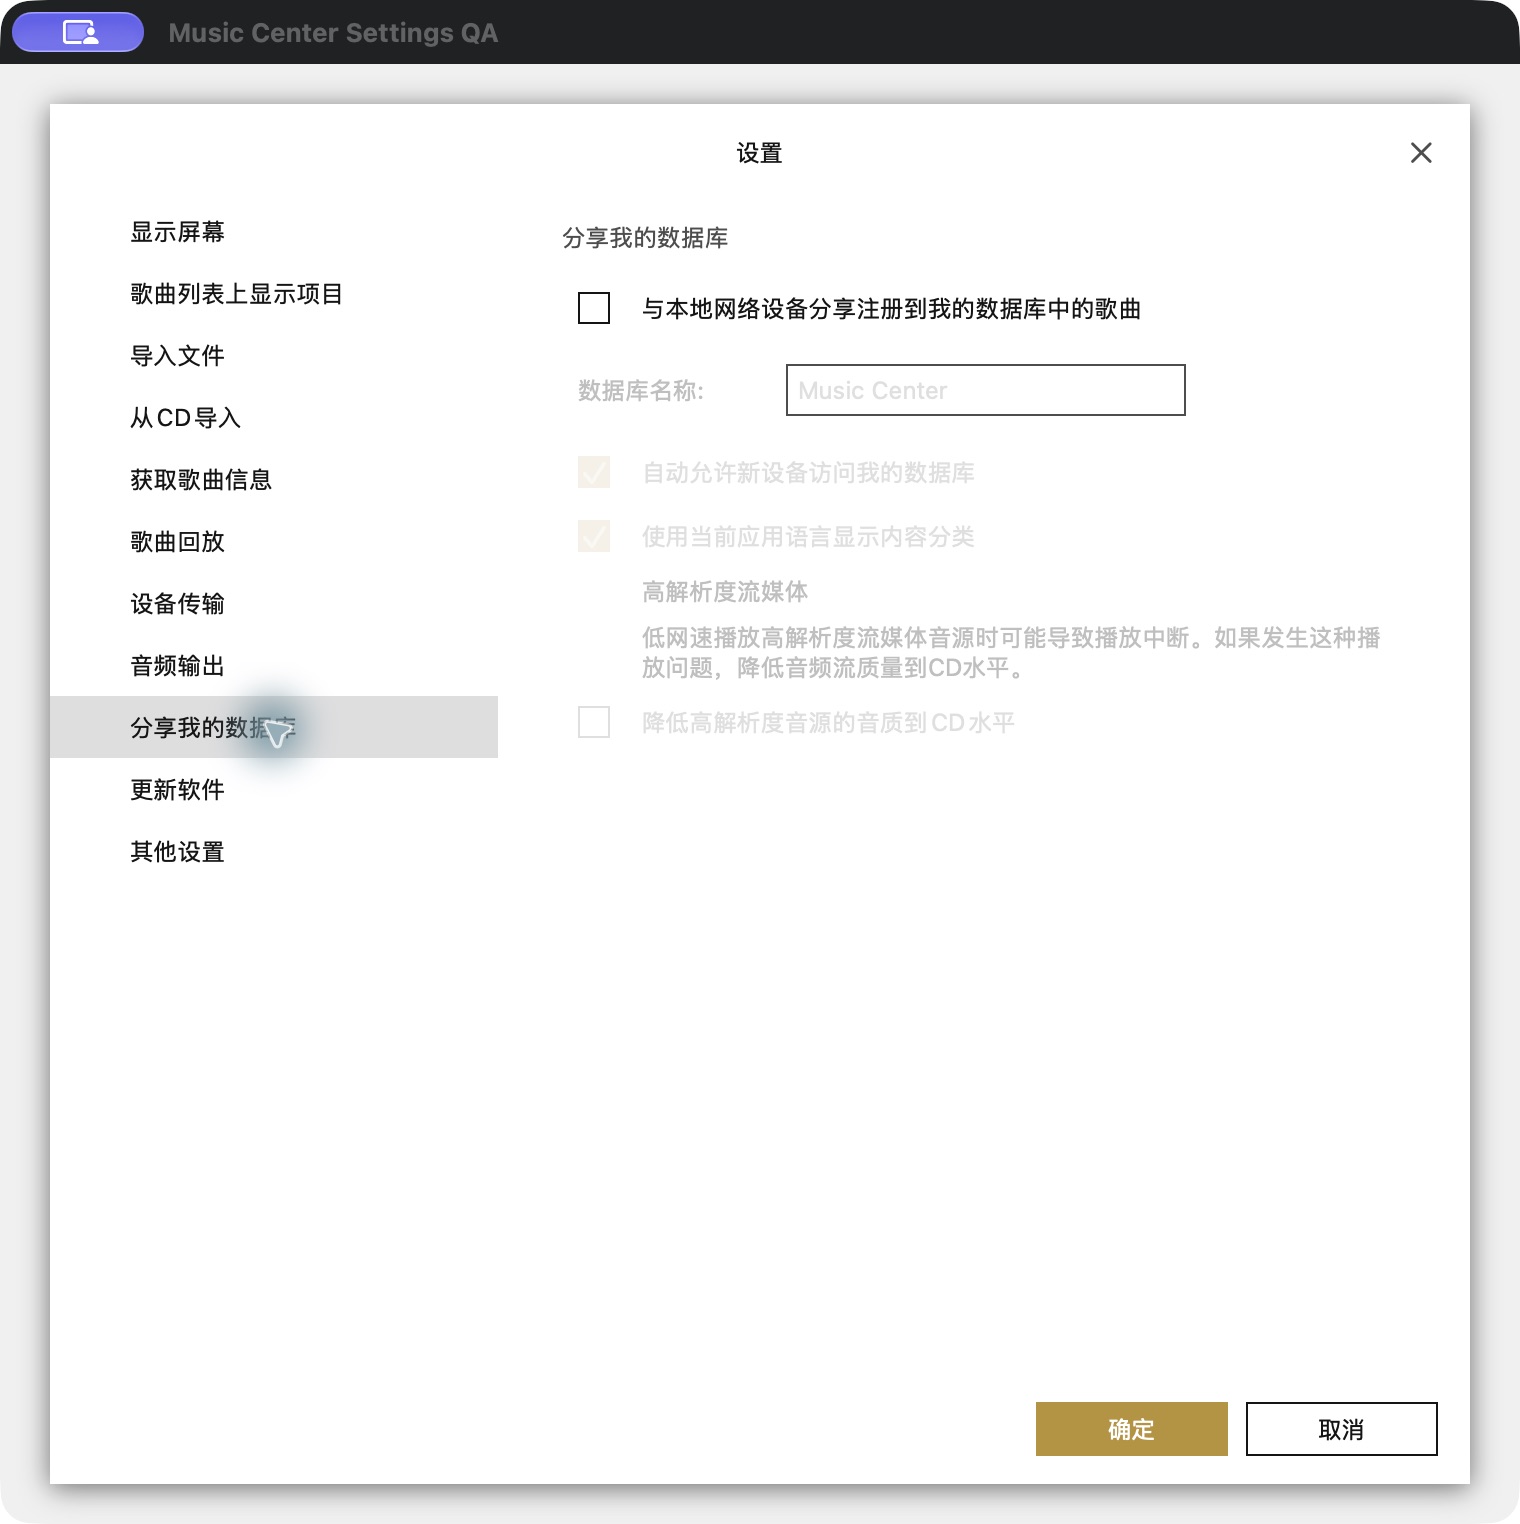 Music Center Settings QA
设置
显示屏幕
歌曲列表上显示项目
导入文件
从CD导入
获取歌曲信息
歌曲回放
设备传输
音频输出
分享我的数据库
更新软件
其他设置
分享我的数据库
与本地网络设备分享注册到我的数据库中的歌曲
数据库名称:
Music Center
自动允许新设备访问我的数据库
使用当前应用语言显示内容分类
高解析度流媒体
低网速播放高解析度流媒体音源时可能导致播放中断。如果发生这种播
放问题，降低音频流质量到CD水平。
降低高解析度音源的音质到CD水平
确定
取消